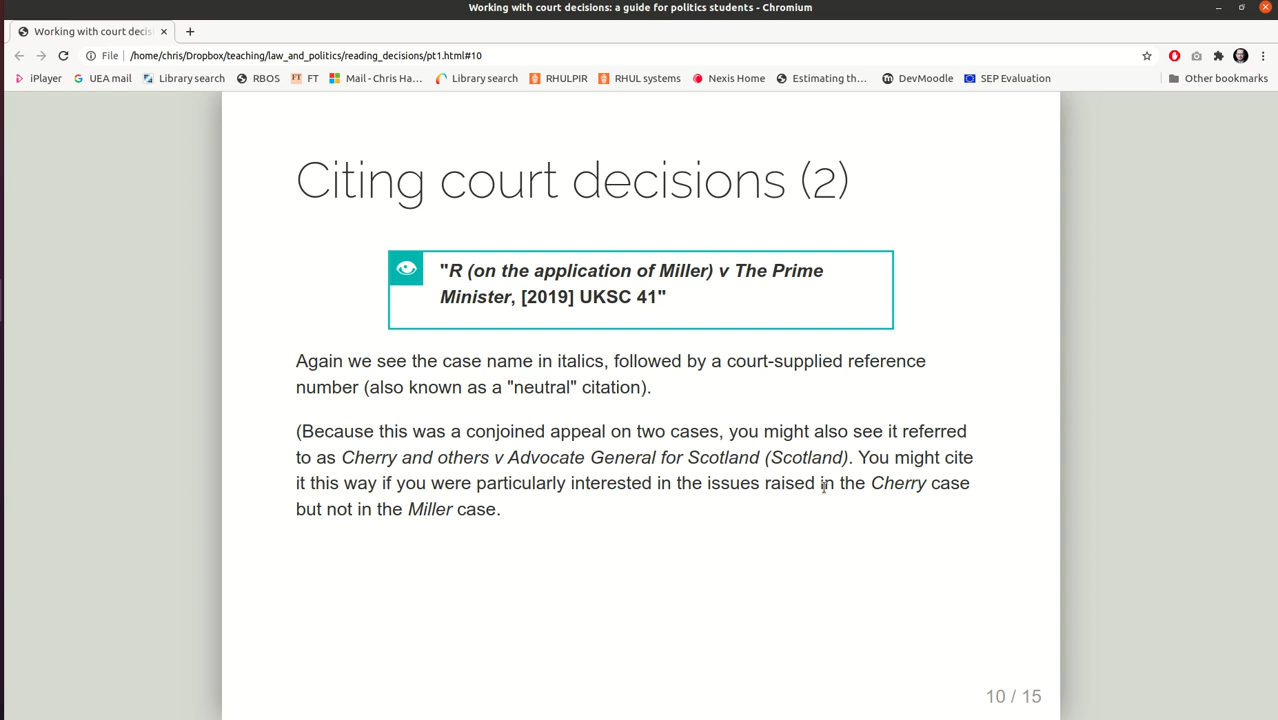 Working with court decisions: a guide for politics students - Chromium
Working with court decis
File /home/chris/Dropbox/teaching/law_and_politics/reading_decisions/pt1.html#10
iPlayer UEA mail Library search RBOS FT Mail - Chris Ha... Library search RHULPIR RHUL systems Nexis Home Estimating th... DevMoodle SEP Evaluation Other bookmarks
Citing court decisions (2)
"R (on the application of Miller) v The Prime
Minister, [2019] UKSC 41"
Again we see the case name in italics, followed by a court-supplied reference
number (also known as a "neutral" citation).
(Because this was a conjoined appeal on two cases, you might also see it referred
to as Cherry and others v Advocate General for Scotland (Scotland). You might cite
it this way if you were particularly interested in the issues raised in the Cherry case
but not in the Miller case.
10 / 15